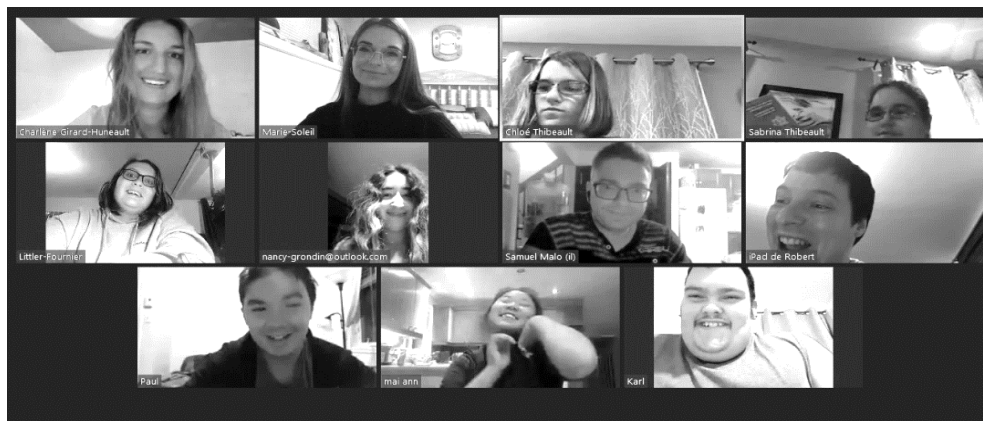 Charlène Girard-Huneault
Marie-Soleil
Chloé Thibeault
Sabrina Thibeault
Littler-Fournier
nancy-grondin@outlook.com
Samuel Malo (il)
iPad de Robert
Paul
mai ann
Karl